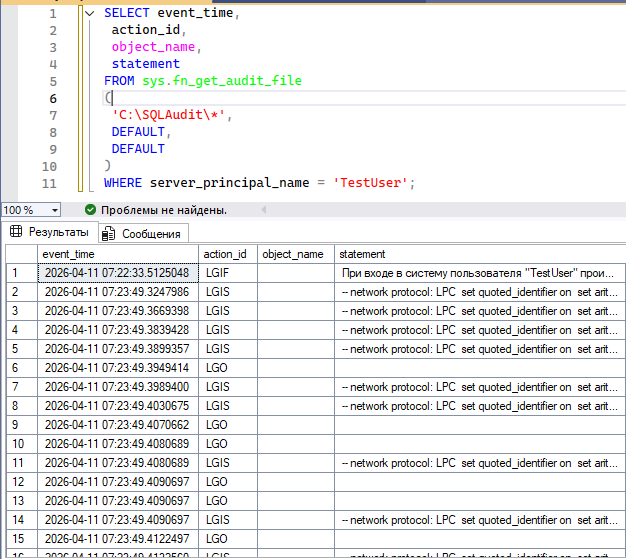 1 SELECT event_time,
2 action_id,
3 object_name,
4 statement
5 FROM sys.fn_get_audit_file
6 (
7 'C:\SQLAudit\*',
8 DEFAULT,
9 DEFAULT
10 )
11 WHERE server_principal_name = 'TestUser';
100 % Проблемы не найдены.
Результаты Сообщения
event_time action_id object_name statement
1 2026-04-11 07:22:33.5125048 LGIF При входе в систему пользователя "TestUser" прои...
2 2026-04-11 07:23:49.3247986 LGIS -- network protocol: LPC set quoted_identifier on set arit...
3 2026-04-11 07:23:49.3669398 LGIS -- network protocol: LPC set quoted_identifier on set arit...
4 2026-04-11 07:23:49.3839428 LGIS -- network protocol: LPC set quoted_identifier on set arit...
5 2026-04-11 07:23:49.3899357 LGIS -- network protocol: LPC set quoted_identifier on set arit...
6 2026-04-11 07:23:49.3949414 LGO
7 2026-04-11 07:23:49.3989400 LGIS -- network protocol: LPC set quoted_identifier on set arit...
8 2026-04-11 07:23:49.4030675 LGIS -- network protocol: LPC set quoted_identifier on set arit...
9 2026-04-11 07:23:49.4070662 LGO
10 2026-04-11 07:23:49.4080689 LGO
11 2026-04-11 07:23:49.4080689 LGIS -- network protocol: LPC set quoted_identifier on set arit...
12 2026-04-11 07:23:49.4090697 LGO
13 2026-04-11 07:23:49.4090697 LGO
14 2026-04-11 07:23:49.4090697 LGIS -- network protocol: LPC set quoted_identifier on set arit...
15 2026-04-11 07:23:49.4122497 LGO